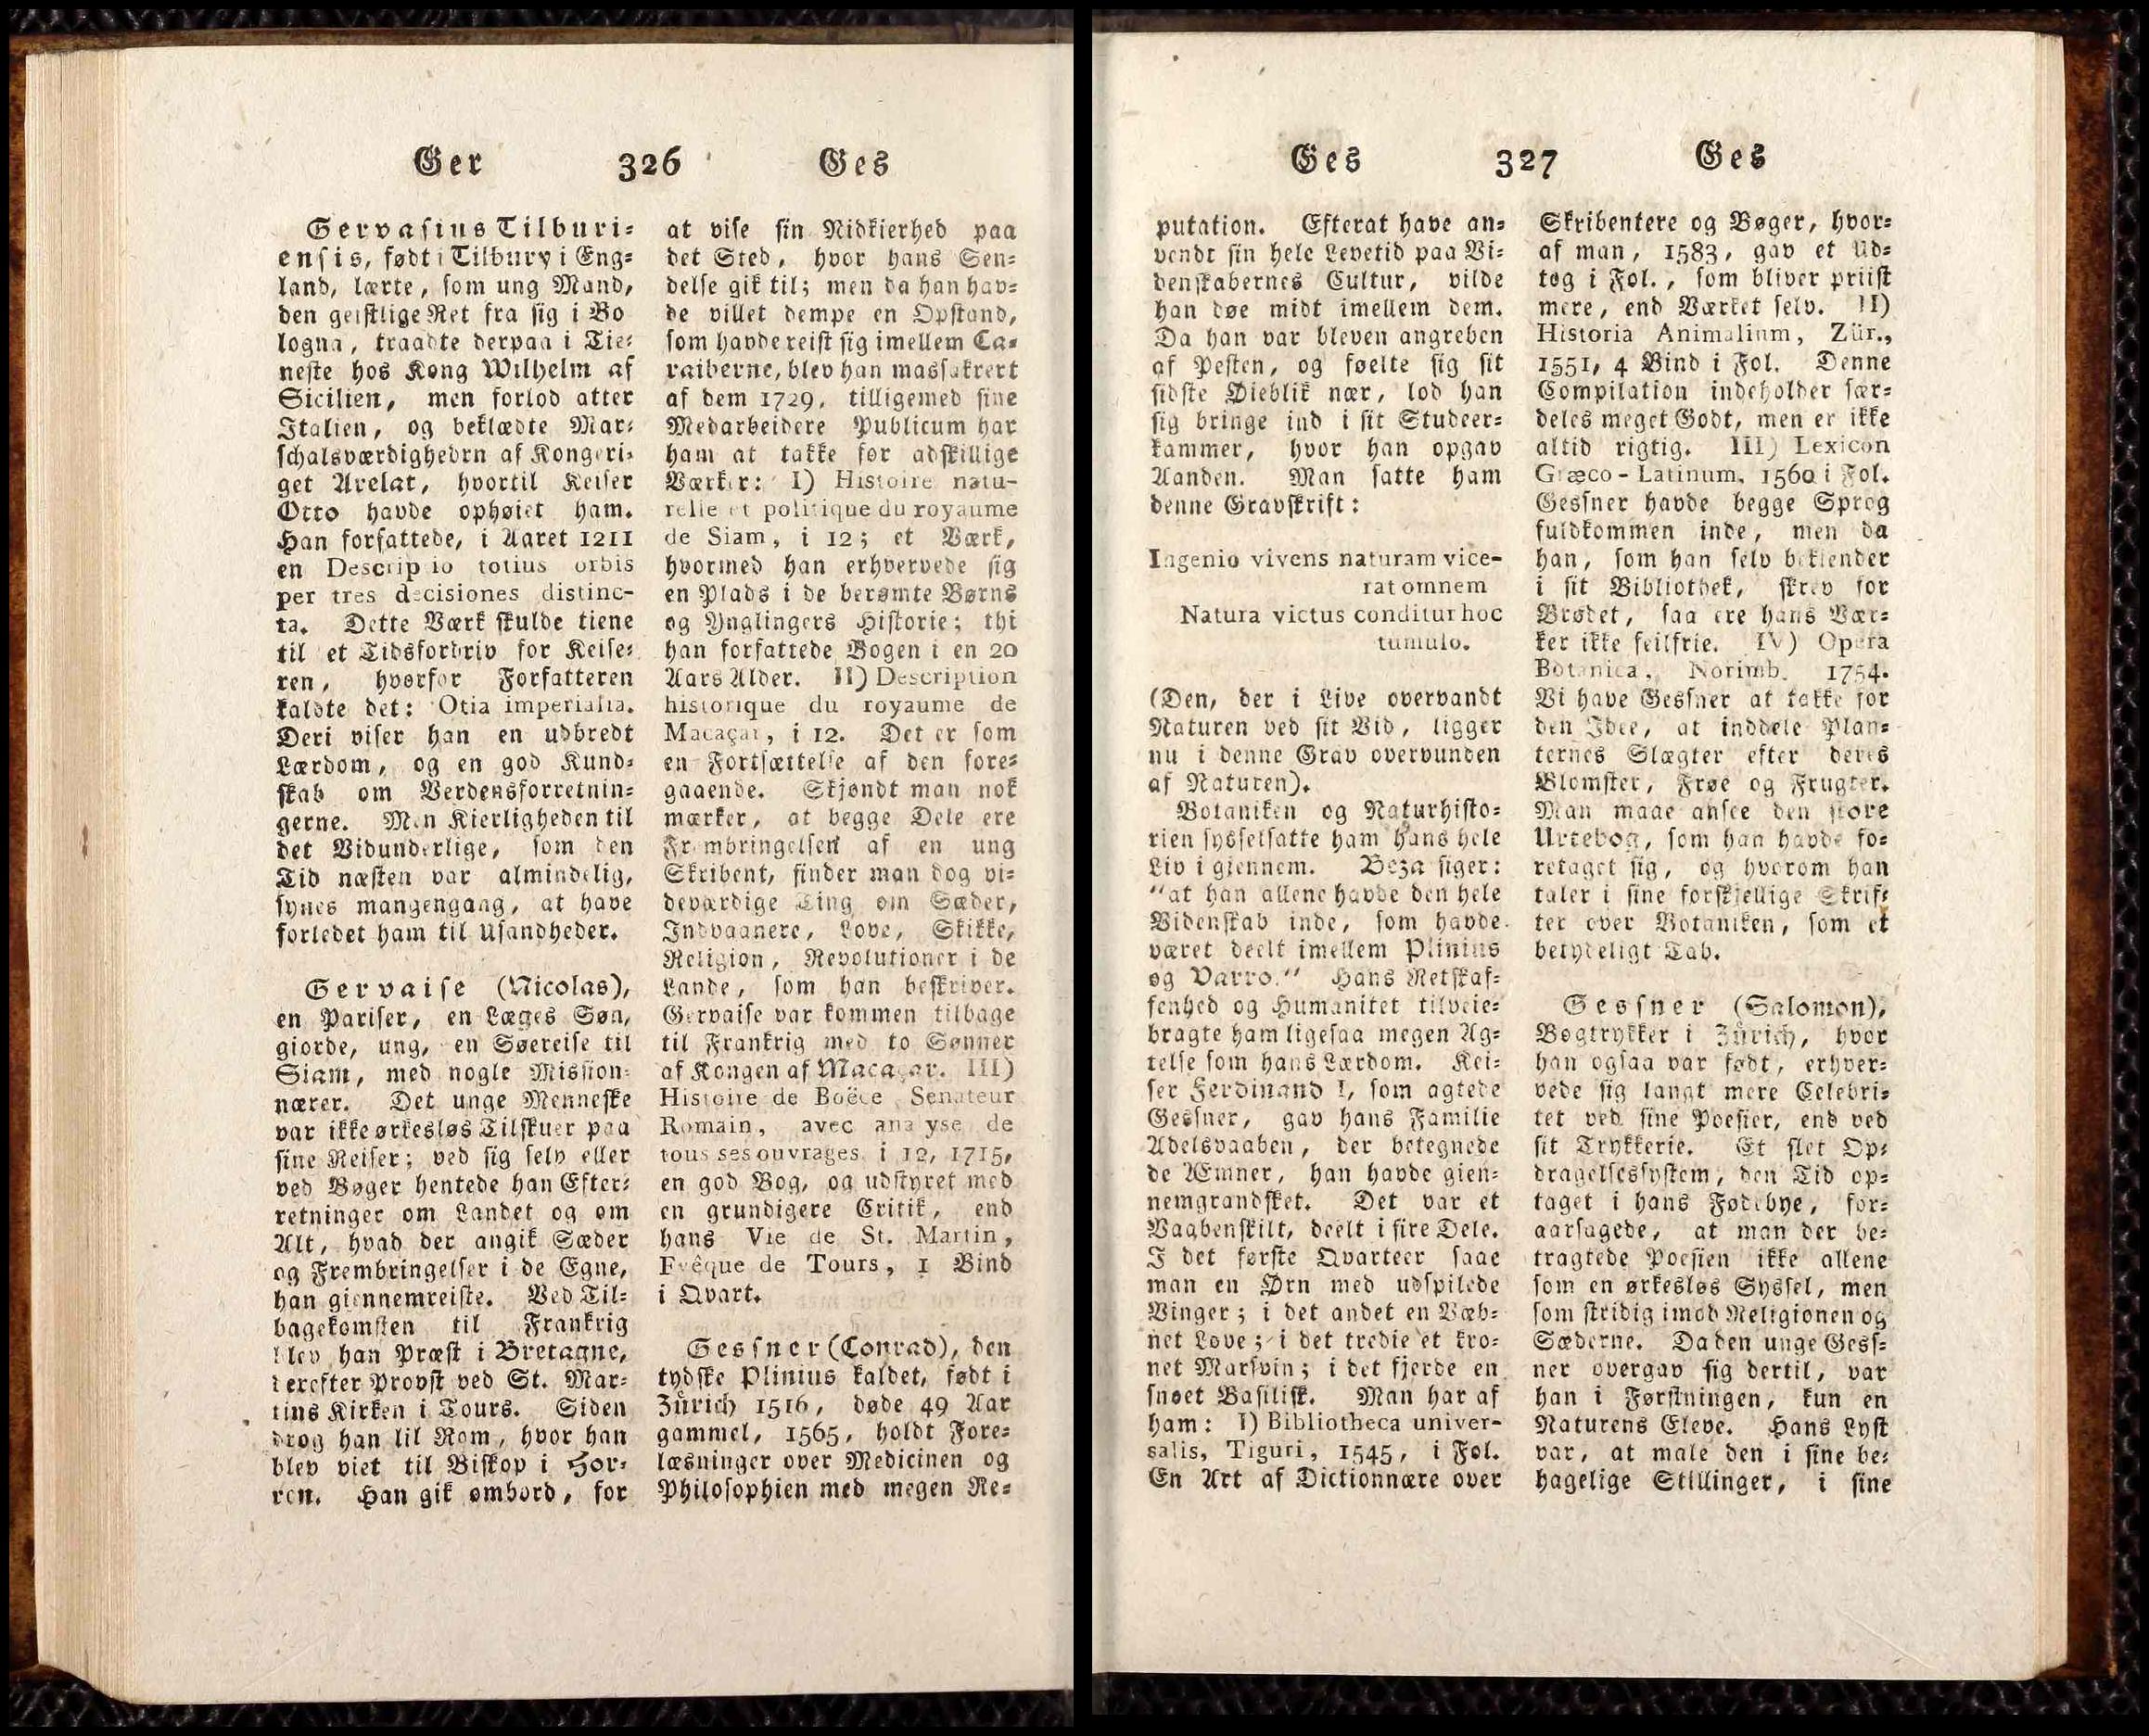 Ger 326 Ges
Gervasius Tilburi-
ensis, født i Tilbury i Eng-
land, lærte, som ung Mand,
den geistlige Ret fra sig i Bo
logna, traadte derpaa i Tie-
neste hos Kong Wilhelm af
Sicilien, men forlod atter
Italien, og beklædte Mar-
schalsværdighedrn af Kongeri-
get Arelat, hvortil Keiser
Otto havde ophøiet ham.
Han forfattede, i Aaret 1211
en Descrip io totius orbis
per tres decisiones distinc-
ta. Dette Værk skulde tiene
til et Tidsfordriv for Keise-
ren, hvorfor Forfatteren
kaldte det: Otia imperialia.
Deri viser han en udbredt
Lærdom, og en god Kund-
skab om Verdensforretnin-
gerne. Men Kierligheden til
det Vidunderlige, som den
Tid næsten var almindelig,
synes mangengang, at have
forledet ham til Usandheder.
Gervaise (Nicolas),
en Pariser, en Læges Søn,
giorde, ung, en Søereise til
Siam, med nogle Mission-
nærer. Det unge Menneske
var ikke ørkesløs Tilskuer paa
sine Reiser; ved sig selv eller
ved Bøger hentede han Efter-
retninger om Landet og om
Alt, hvad der angik Sæder
og Frembringelser i de Egne,
han giennemreiste. Ved Til-
bagekomsten til Frankrig
blev han Præst i Bretagne,
derefter Provst ved St. Mar-
tins Kirken i Tours. Siden
drog han lil Rom, hvor han
blev viet til Biskop i Hor-
ren. Han gik ombord, for
at vise sin Nidkierhed paa
det Sted, hvor hans Sen-
delse gik til; men da han hav-
de villet dempe en Opstand,
som havde reist sig imellem Ca-
raiberne, blev han massakrert
af dem 1729, tilligemed sine
Medarbeidere Publicum har
ham at takke for adskillige
Værker: I) Histoire natu-
relle et politique du royaume
de Siam, i 12; et Værk,
hvormed han erhvervede sig
en Plads i de berømte Børns
og Ynglingers Historie; thi
han forfattede Bogen i en 20
Aars Alder. II) Description
historique du royaume de
Macaçar, i 12. Det er som
en Fortsættelse af den fore-
gaaende. Skjøndt man nok
mærker, at begge Dele ere
Frembringelsen af en ung
Skribent, finder man dog vi-
deværdige Ting om Sæder,
Indvaanere, Love, Skikke,
Religion, Revolutioner i de
Lande, som han beskriver.
Gervaise var kommen tilbage
til Frankrig med to Sønner
af Kongen af Macaçar. III)
Histoire de Boëce Senateur
Romain, avec ana yse de
tous ses ouvrages i 12, 1715,
en god Bog, og udstyret med
en grundigere Critik, end
hans Vie de St. Martin,
Evêque de Tours, 1 Bind
i Qvart.
Gessner (Conrad), den
tydske Plinius kaldet, født i
Zürich 1516, døde 49 Aar
gammel, 1565, holdt Fore-
læsninger over Medicinen og
Philosophien med megen Re-
Ges 327 Ges
putation. Efterat have an-
vendt sin hele Levetid paa Vi-
denskabernes Cultur, vilde
han døe midt imellem dem.
Da han var bleven angreben
af Pesten, og føelte sig sit
sidste Øieblik nær, lod han
sig bringe ind i sit Studeer-
kammer, hvor han opgav
Aanden. Man satte ham
denne Gravskrift:
Ingenio vivens naturam vice-
rat omnem
Natura victus conditur hoc
tumulo.
(Den, der i Live overvandt
Naturen ved sit Vid, ligger
nu i denne Grav overvunden
af Naturen).
Botaniken og Naturhisto-
rien sysselsatte ham hans hele
Liv igjennem. Beza siger:
"at han allene havde den hele
Videnskab inde, som havde
været deelt imellem Plinius
og Varro." Hans Retskaf-
fenhed og Humanitet tilveie-
bragte ham ligesaa megen Ag-
telse som hans Lærdom. Kei-
ser Ferdinand I, som agtede
Gessner, gav hans Familie
Adelsvaaben, der betegnede
de Æmner, han havde gien-
nemgrandsket. Det var et
Vaabenskilt, deelt i fire Dele.
I det første Qvarteer saae
man en Ørn med udspilede
Vinger; i det andet en Væb-
net Love; i det tredie et kro-
net Marsvin; i det fjerde en
snoet Basilisk. Man har af
ham: I) Bibliotheca univer-
salis, Tiguri, 1545, i Fol.
En Art af Dictionnære over
Skribentere og Bøger, hvor-
af man, 1583, gav et Ud-
tog i Fol., som bliver priist
mere, end Værket selv. II)
Historia Animalium, Zür.,
1551, 4 Bind i Fol. Denne
Compilation indeholder sær-
deles meget Godt, men er ikke
altid rigtig. III) Lexicon
Græco-Latinum, 1560 i Fol.
Gessner havde begge Sprog
fuldkommen inde, men da
han, som han selv bekiender
i sit Bibliothek, skrev for
Brødet, saa ere hans Vær-
ker ikke feilfrie. IV) Opera
Botanica, Norimb. 1754.
Vi have Gessner at takke for
den Idee, at inddele Plan-
ternes Slægter efter deres
Blomster, Frøe og Frugter.
Man maae ansee den store
Urtebog, som han havde fo-
retaget sig, og hvorom han
taler i sine forskjellige Skrif-
ter over Botaniken, som et
betydeligt Tab.
Gessner (Salomon),
Bogtrykker i Zürich, hvor
han ogsaa var født, erhver-
vede sig langt mere Celebri-
tet ved sine Poesier, end ved
sit Trykkerie. Et slet Op-
dragelsessystem, den Tid op-
taget i hans Fødebye, for-
aarsagede, at man der be-
tragtede Poesien ikke allene
som en ørkesløs Syssel, men
som stridig imod Religionen og
Sæderne. Da den unge Gess-
ner overgav sig dertil, var
han i Førstningen, kun en
Naturens Eleve. Hans Lyst
var, at male den i sine be-
hagelige Stillinger, i sine